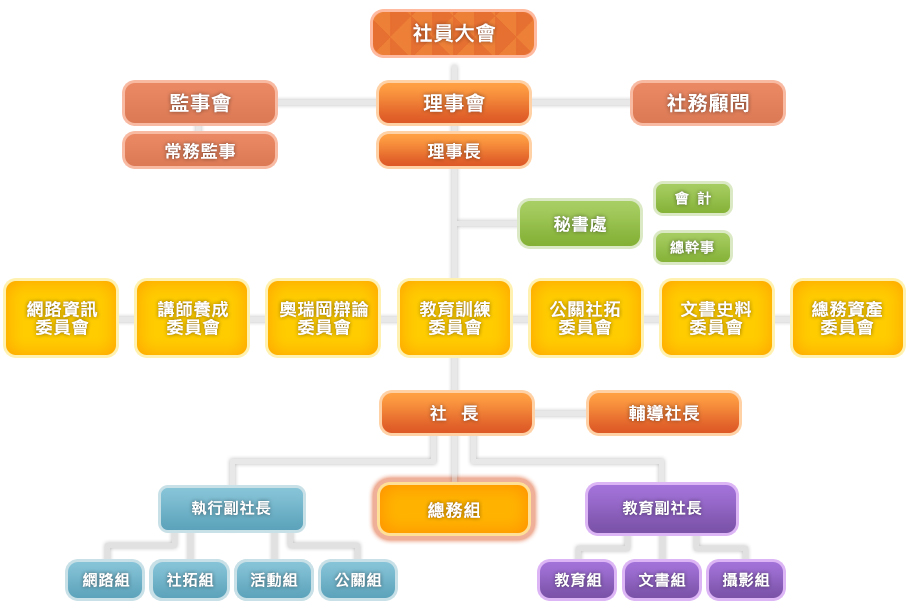 社員大會
監事會
理事會
社務顧問
常務監事
理事長
秘書處
會 計
總幹事
網路資訊
委員會
講師養成
委員會
奧瑞岡辯論
委員會
教育訓練
委員會
公關社拓
委員會
文書史料
委員會
總務資產
委員會
社 長
輔導社長
執行副社長
總務組
教育副社長
網路組
社拓組
活動組
公關組
教育組
文書組
攝影組